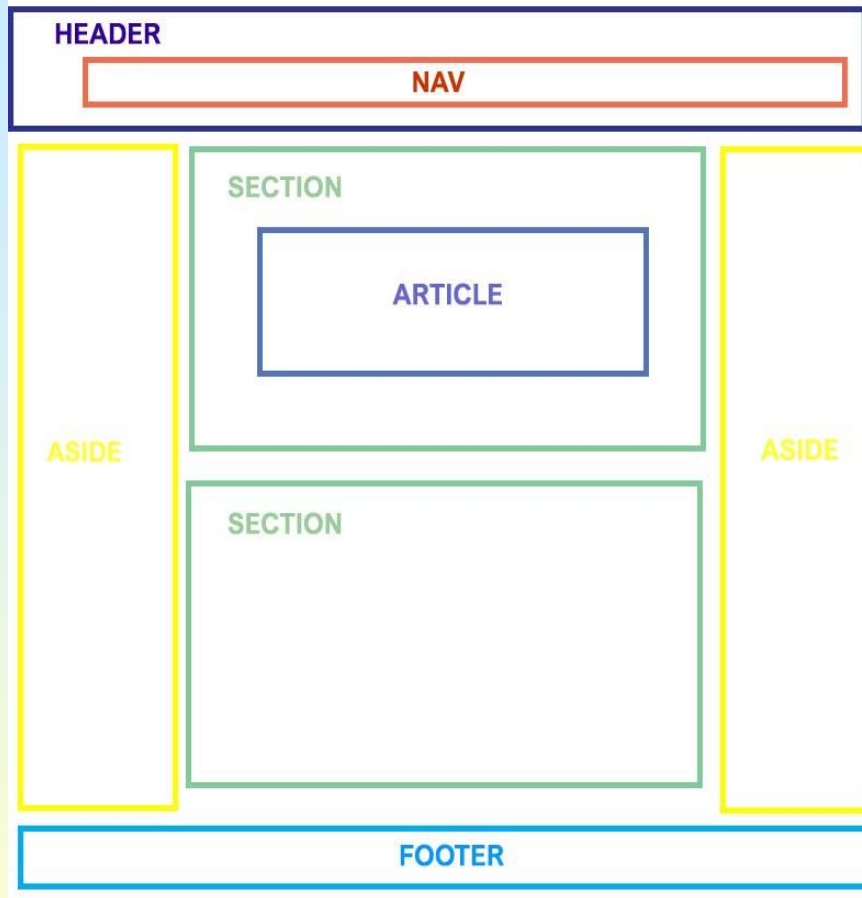 HEADER
NAV
SECTION
ARTICLE
ASIDE
ASIDE
SECTION
FOOTER